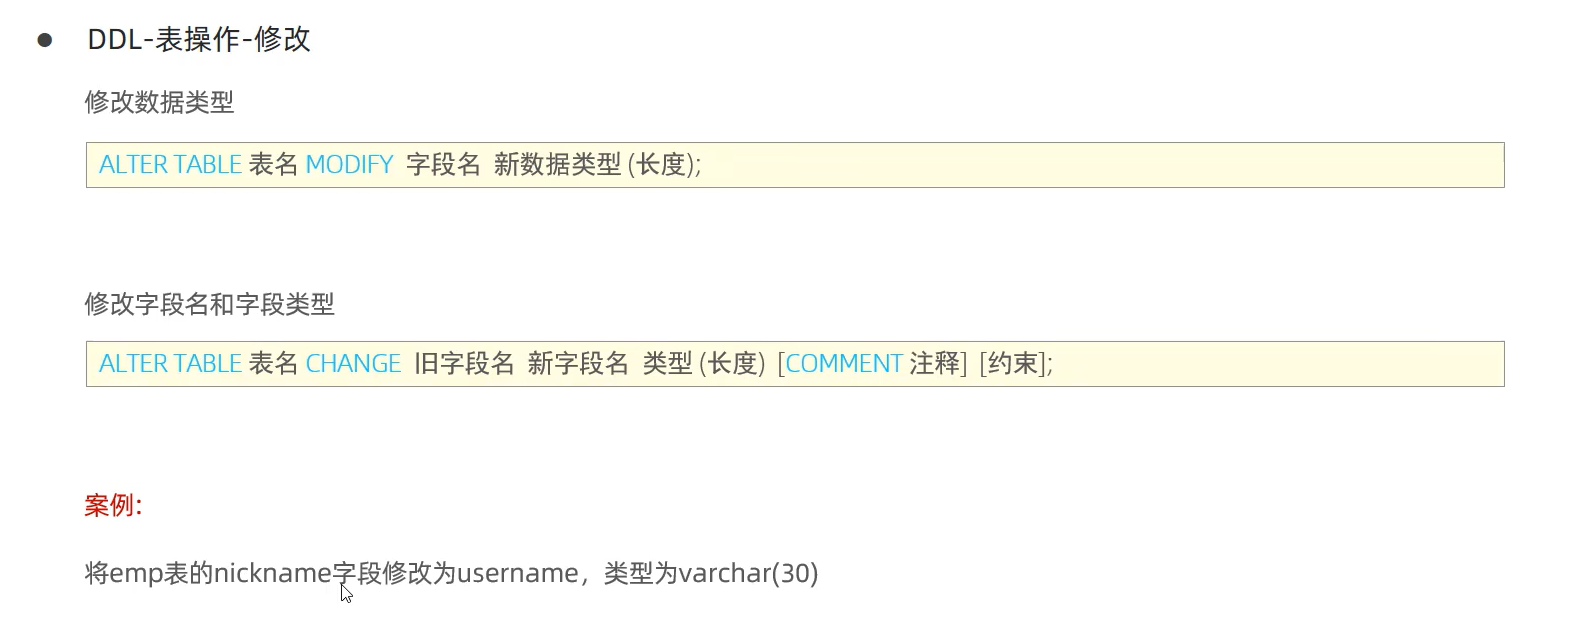 DDL-表操作-修改
修改数据类型
ALTER TABLE 表名 MODIFY 字段名 新数据类型 (长度);
修改字段名和字段类型
ALTER TABLE 表名 CHANGE 旧字段名 新字段名 类型 (长度) [COMMENT 注释] [约束];
案例:
将emp表的nickname字段修改为username，类型为varchar(30)